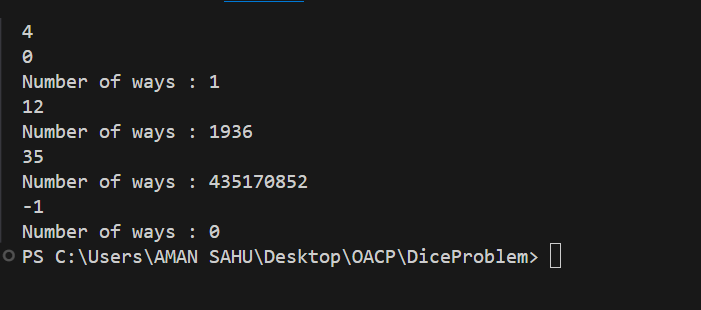 4
0
Number of ways : 1
12
Number of ways : 1936
35
Number of ways : 435170852
-1
Number of ways : 0
PS C:\Users\AMAN SAHU\Desktop\OACP\DiceProblem>